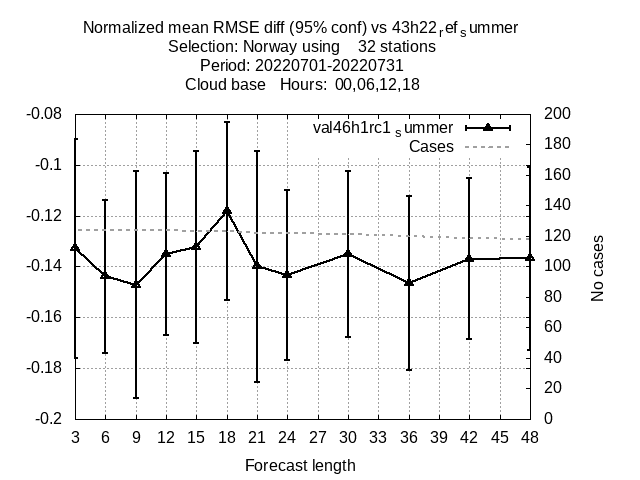 Normalized mean RMSE diff (95% conf) vs 43h22refsummer
Selection: Norway using 32 stations
Period: 20220701-20220731
Cloud base Hours: 00,06,12,18
val46h1rc1summer
Cases
-0.08
-0.1
-0.12
-0.14
-0.16
-0.18
-0.2
200
180
160
140
120
100
80
60
40
20
0
No cases
3 6 9 12 15 18 21 24 27 30 33 36 39 42 45 48
Forecast length